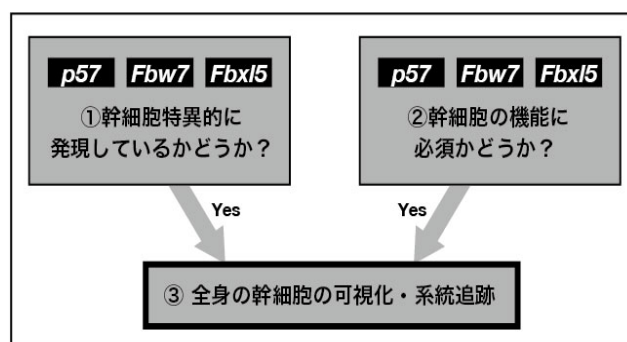 p57 Fbw7 Fbxl5
①幹細胞特異的に
発現しているかどうか？
p57 Fbw7 Fbxl5
②幹細胞の機能に
必須かどうか？
Yes
Yes
③ 全身の幹細胞の可視化・系統追跡